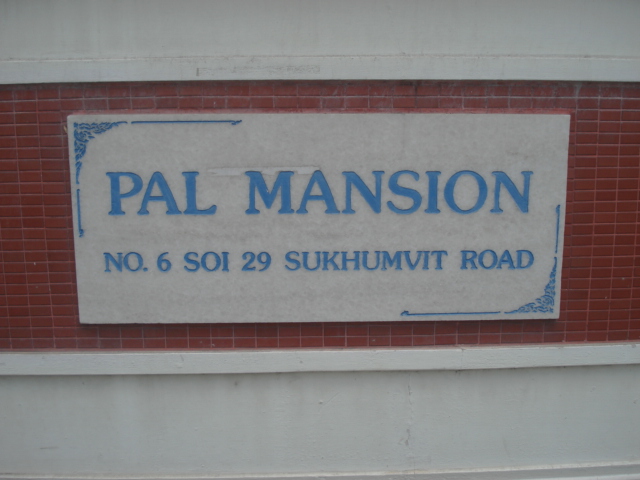 PAL MANSION
NO. 6 SOI 29 SUKHUMVIT ROAD